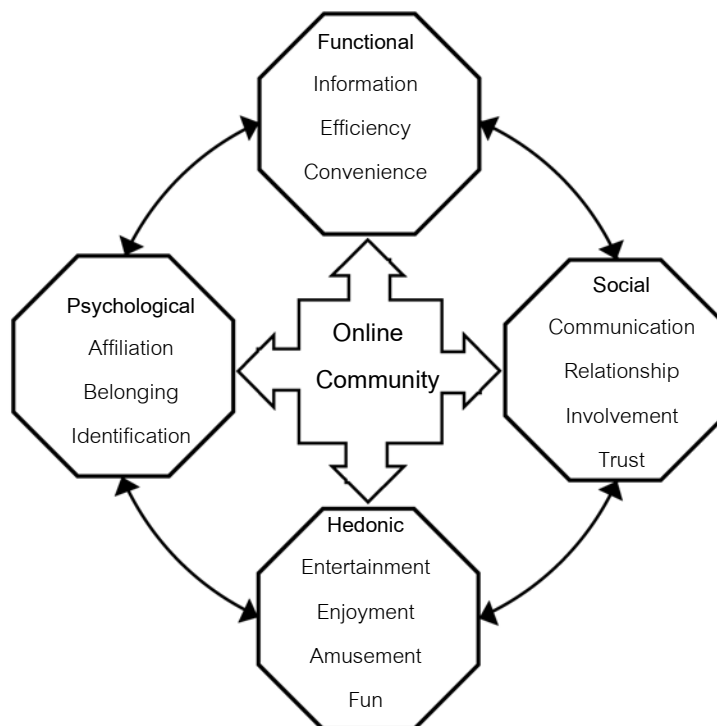 Functional
Information
Efficiency
Convenience
Psychological
Affiliation
Belonging
Identification
Online
Community
Social
Communication
Relationship
Involvement
Trust
Hedonic
Entertainment
Enjoyment
Amusement
Fun